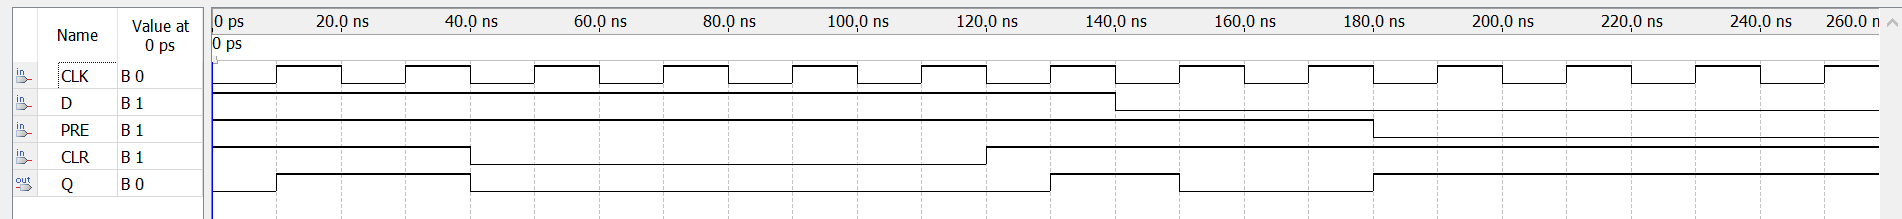 Name
Value at
0 ps
0 ps 20.0 ns 40.0 ns 60.0 ns 80.0 ns 100.0 ns 120.0 ns 140.0 ns 160.0 ns 180.0 ns 200.0 ns 220.0 ns 240.0 ns 260.0 n
0 ps
in CLK B 0
in D B 1
in PRE B 1
in CLR B 1
out Q B 0